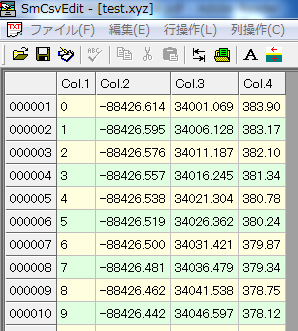 SmCsvEdit - [test.xyz]
ファイル(F) 編集(E) 行操作(L) 列操作(C)
Col.1 Col.2 Col.3 Col.4
000001 0 -88426.614 34001.069 383.90
000002 1 -88426.595 34006.128 383.17
000003 2 -88426.576 34011.187 382.10
000004 3 -88426.557 34016.245 381.34
000005 4 -88426.538 34021.304 380.78
000006 5 -88426.519 34026.362 380.24
000007 6 -88426.500 34031.421 379.87
000008 7 -88426.481 34036.479 379.34
000009 8 -88426.462 34041.538 378.75
000010 9 -88426.442 34046.597 378.12